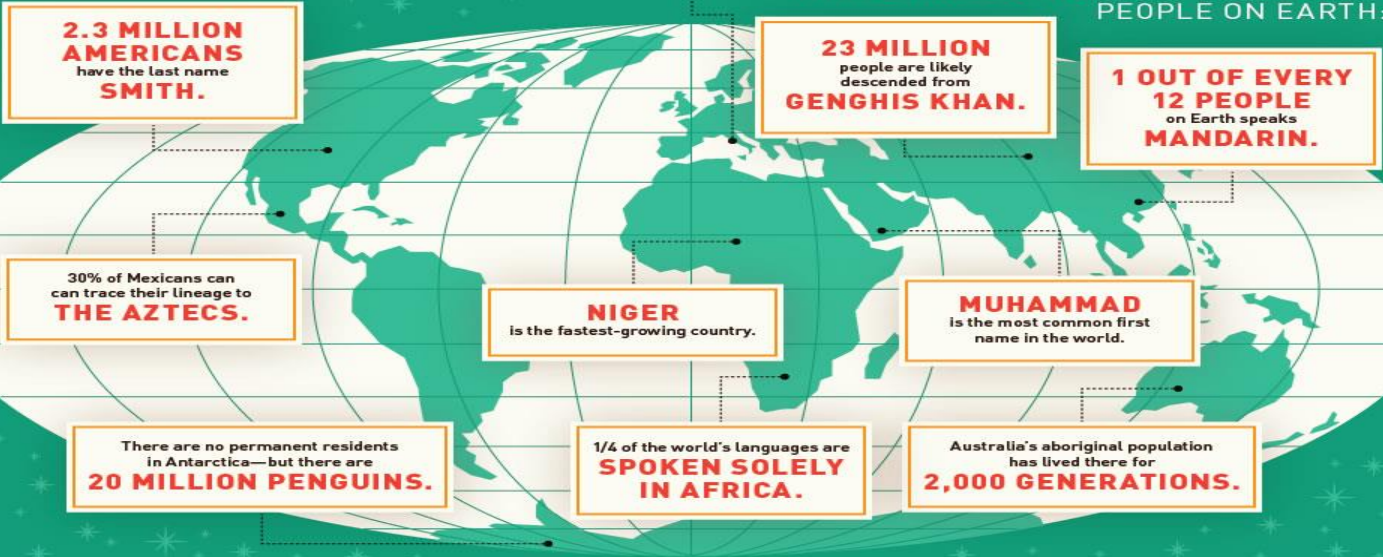 PEOPLE ON EARTH:
2.3 MILLION
AMERICANS
have the last name
SMITH.
23 MILLION
people are likely
descended from
GENGHIS KHAN.
1 OUT OF EVERY
12 PEOPLE
on Earth speaks
MANDARIN.
30% of Mexicans can
can trace their lineage to
THE AZTECS.
NIGER
is the fastest-growing country.
MUHAMMAD
is the most common first
name in the world.
There are no permanent residents
in Antarctica—but there are
20 MILLION PENGUINS.
1/4 of the world's languages are
SPOKEN SOLELY
IN AFRICA.
Australia's aboriginal population
has lived there for
2,000 GENERATIONS.